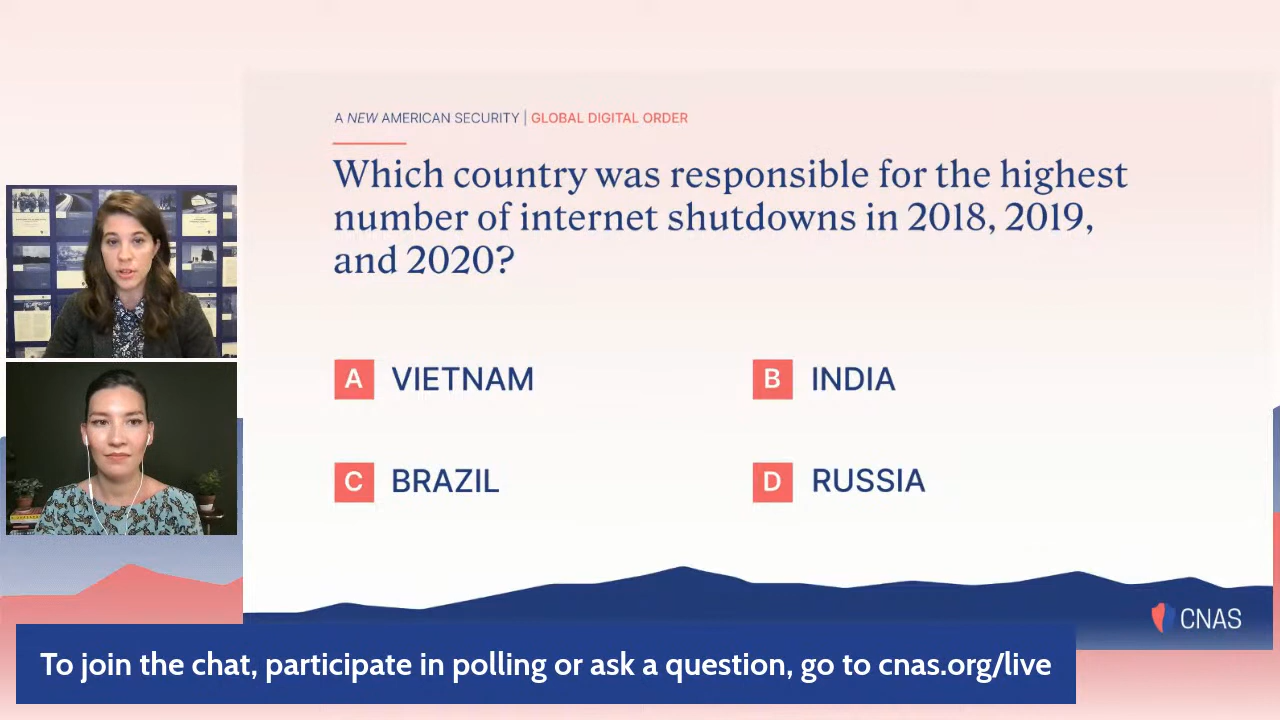 A NEW AMERICAN SECURITY | GLOBAL DIGITAL ORDER
Which country was responsible for the highest
number of internet shutdowns in 2018, 2019,
and 2020?
A VIETNAM
B INDIA
C BRAZIL
D RUSSIA
CNAS
To join the chat, participate in polling or ask a question, go to cnas.org/live